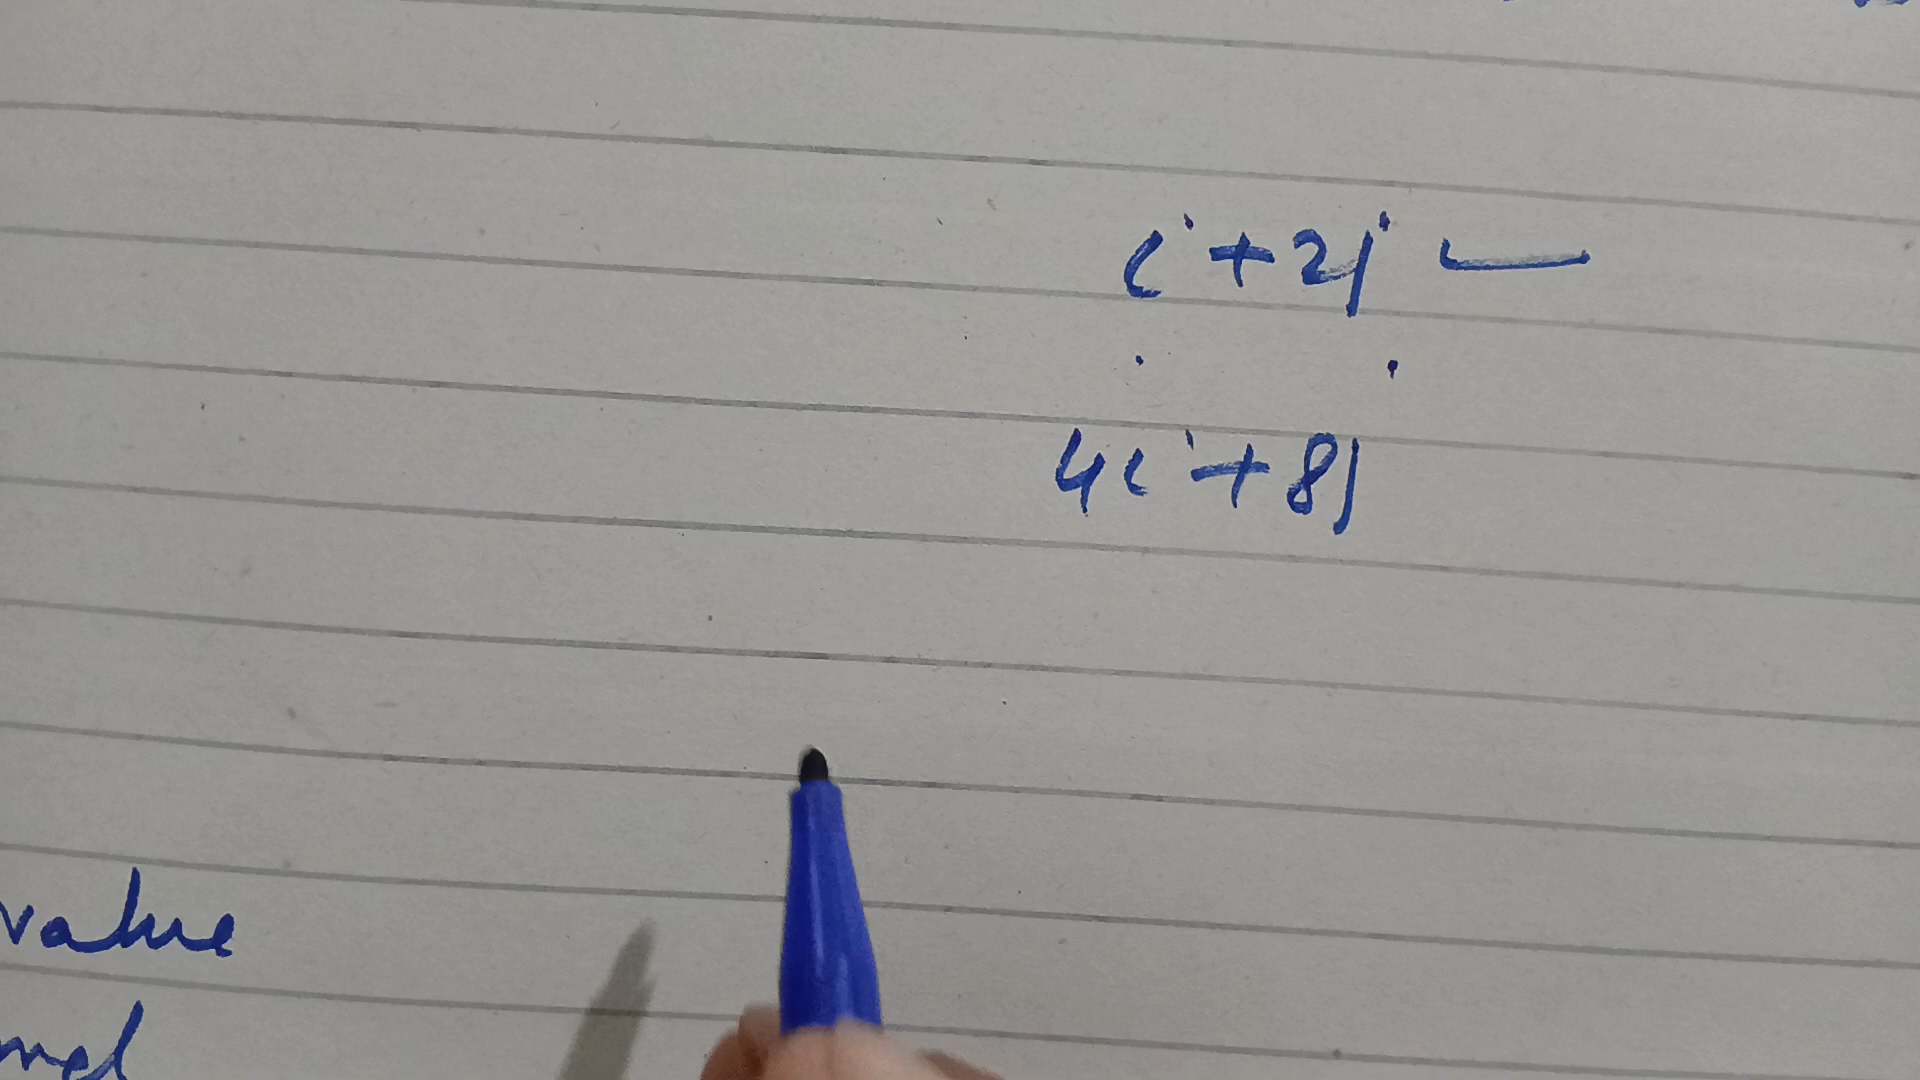 i + 2j
4i + 8j
value